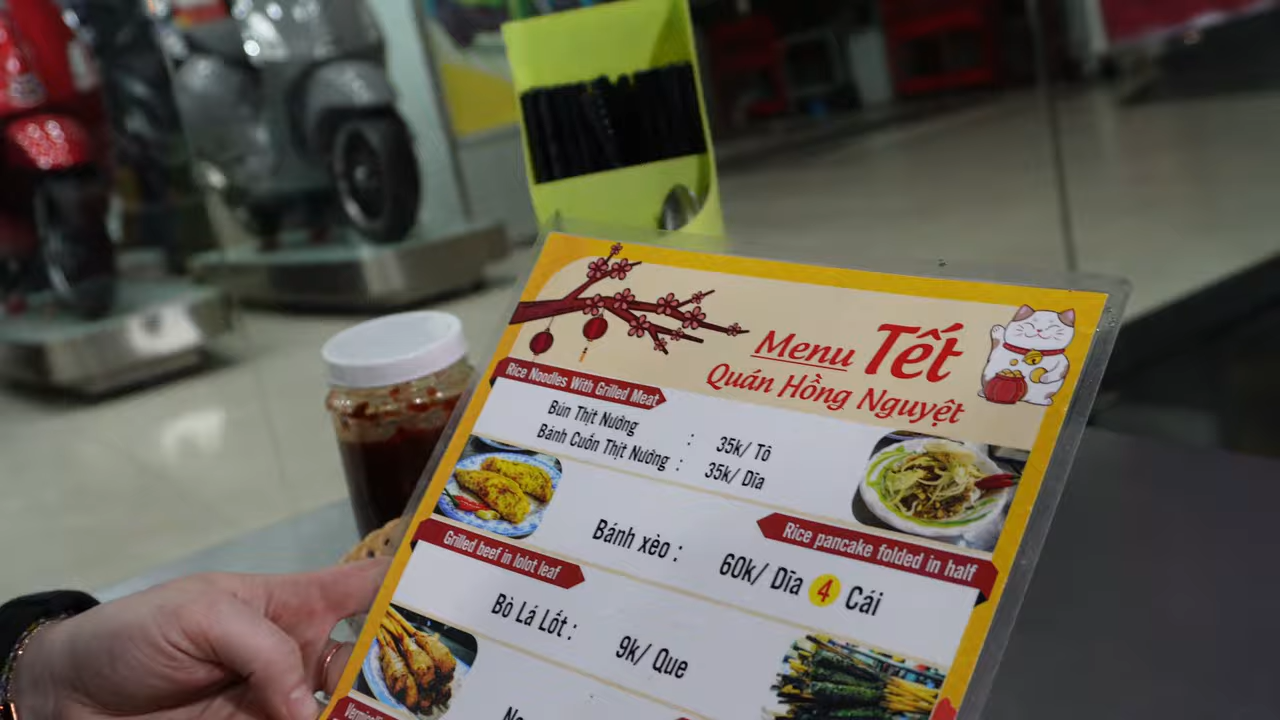 Menu Tết
Quán Hồng Nguyệt
Rice Noodles With Grilled Meat
Bún Thịt Nướng : 35k/ Tô
Bánh Cuốn Thịt Nướng : 35k/ Dĩa
Rice pancake folded in half
Bánh xèo : 60k/ Dĩa 4 Cái
Grilled beef in lolot leaf
Bò Lá Lốt : 9k/ Que